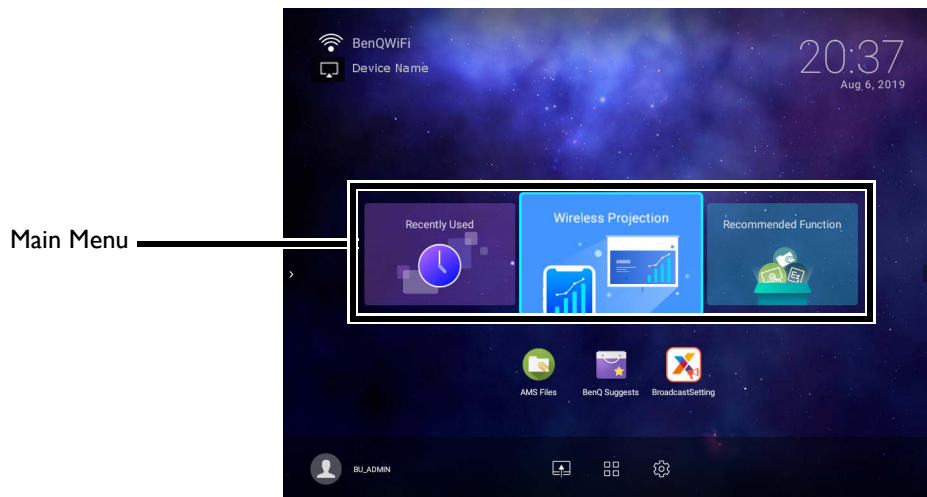 BenQWiFi
Device Name
20:37
Aug 6, 2019
Main Menu
Recently Used
Wireless Projection
Recommended Function
AMS Files
BenQ Suggests
BroadcastSetting
BU_ADMIN